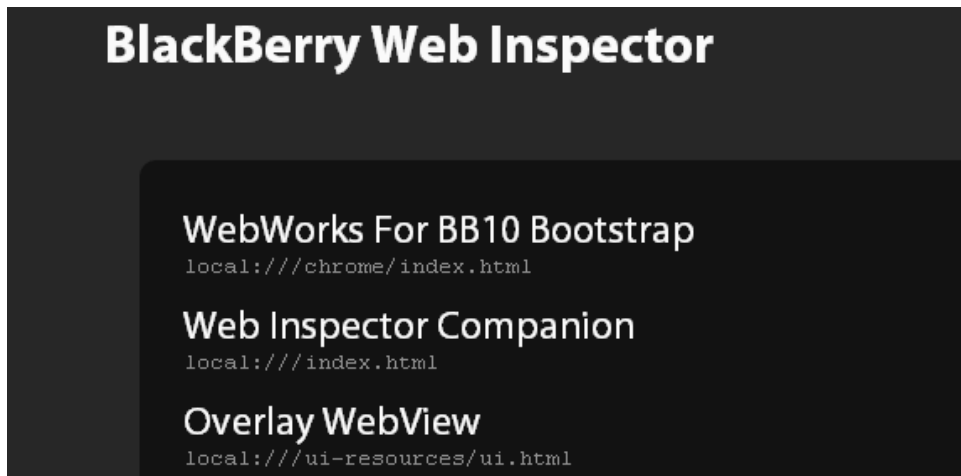 BlackBerry Web Inspector
WebWorks For BB10 Bootstrap
local:///chrome/index.html
Web Inspector Companion
local:///index.html
Overlay WebView
local:///ui-resources/ui.html